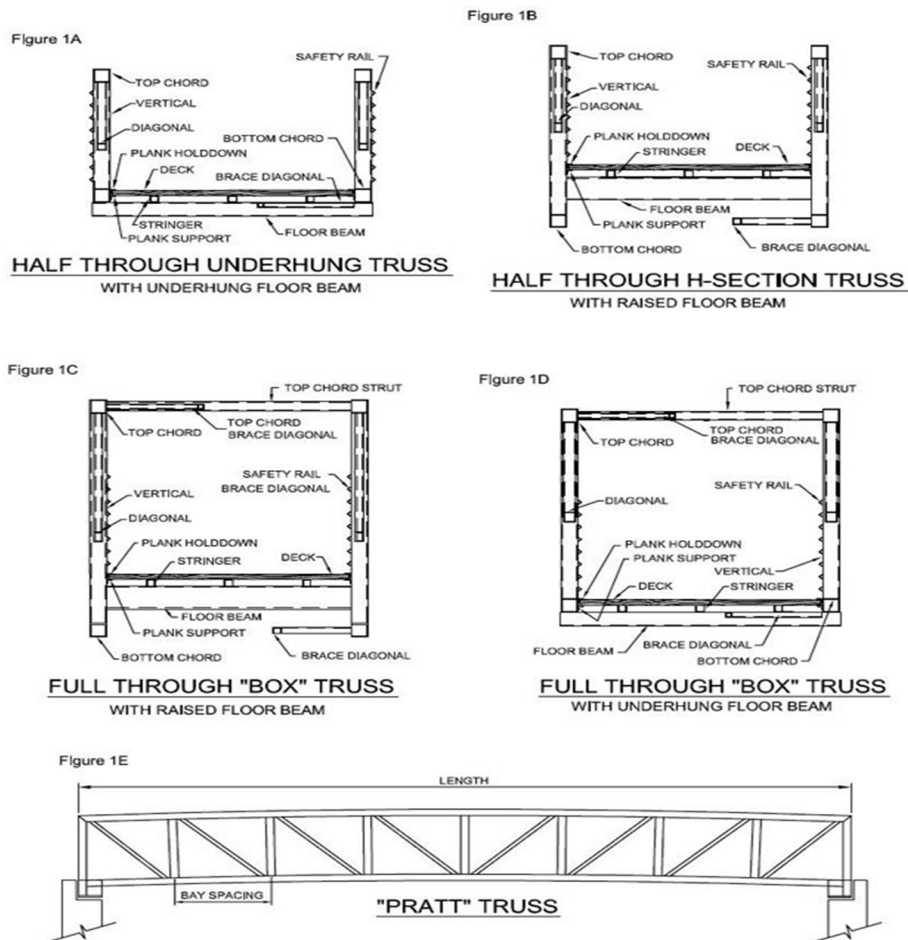 Figure 1A
SAFETY RAIL
TOP CHORD
VERTICAL
DIAGONAL
BOTTOM CHORD
PLANK HOLDDOWN
DECK
BRACE DIAGONAL
STRINGER
PLANK SUPPORT
FLOOR BEAM
HALF THROUGH UNDERHUNG TRUSS
WITH UNDERHUNG FLOOR BEAM
Figure 1B
TOP CHORD
SAFETY RAIL
VERTICAL
DIAGONAL
PLANK HOLDDOWN
STRINGER
DECK
FLOOR BEAM
PLANK SUPPORT
BOTTOM CHORD
BRACE DIAGONAL
HALF THROUGH H-SECTION TRUSS
WITH RAISED FLOOR BEAM
Figure 1C
TOP CHORD STRUT
TOP CHORD
TOP CHORD
BRACE DIAGONAL
SAFETY RAIL
BRACE DIAGONAL
VERTICAL
DIAGONAL
PLANK HOLDDOWN
STRINGER
DECK
FLOOR BEAM
PLANK SUPPORT
BOTTOM CHORD
BRACE DIAGONAL
FULL THROUGH "BOX" TRUSS
WITH RAISED FLOOR BEAM
Figure 1D
TOP CHORD STRUT
TOP CHORD
BRACE DIAGONAL
TOP CHORD
SAFETY RAIL
DIAGONAL
PLANK HOLDDOWN
PLANK SUPPORT
VERTICAL
DECK
STRINGER
FLOOR BEAM
BRACE DIAGONAL
BOTTOM CHORD
FULL THROUGH "BOX" TRUSS
WITH UNDERHUNG FLOOR BEAM
Figure 1E
LENGTH
BAY SPACING
"PRATT" TRUSS